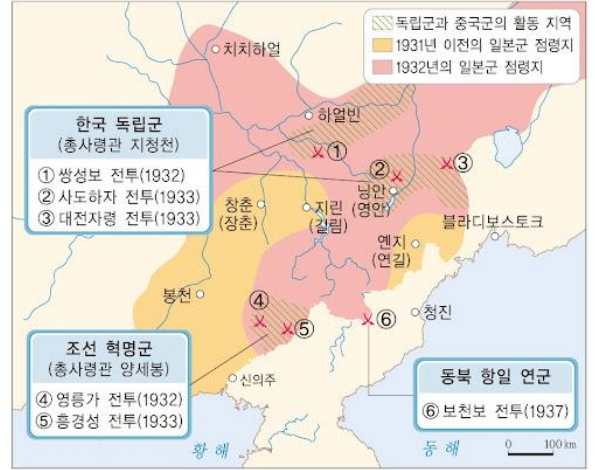 독립군과 중국군의 활동 지역
1931년 이전의 일본군 점령지
1932년의 일본군 점령지
치치하얼
하얼빈
한국 독립군
(총사령관 지청천)
① 쌍성보 전투(1932)
② 사도하자 전투(1933)
③ 대전자령 전투(1933)
①
②
③
닝안
(영안)
창춘
(장춘)
지린
(길림)
블라디보스토크
옌지
(연길)
봉천
④
⑤
⑥
청진
조선 혁명군
(총사령관 양세봉)
④ 영릉가 전투(1932)
⑤ 흥경성 전투(1933)
신의주
동북 항일 연군
⑥ 보천보 전투(1937)
황해
동해
0 100km